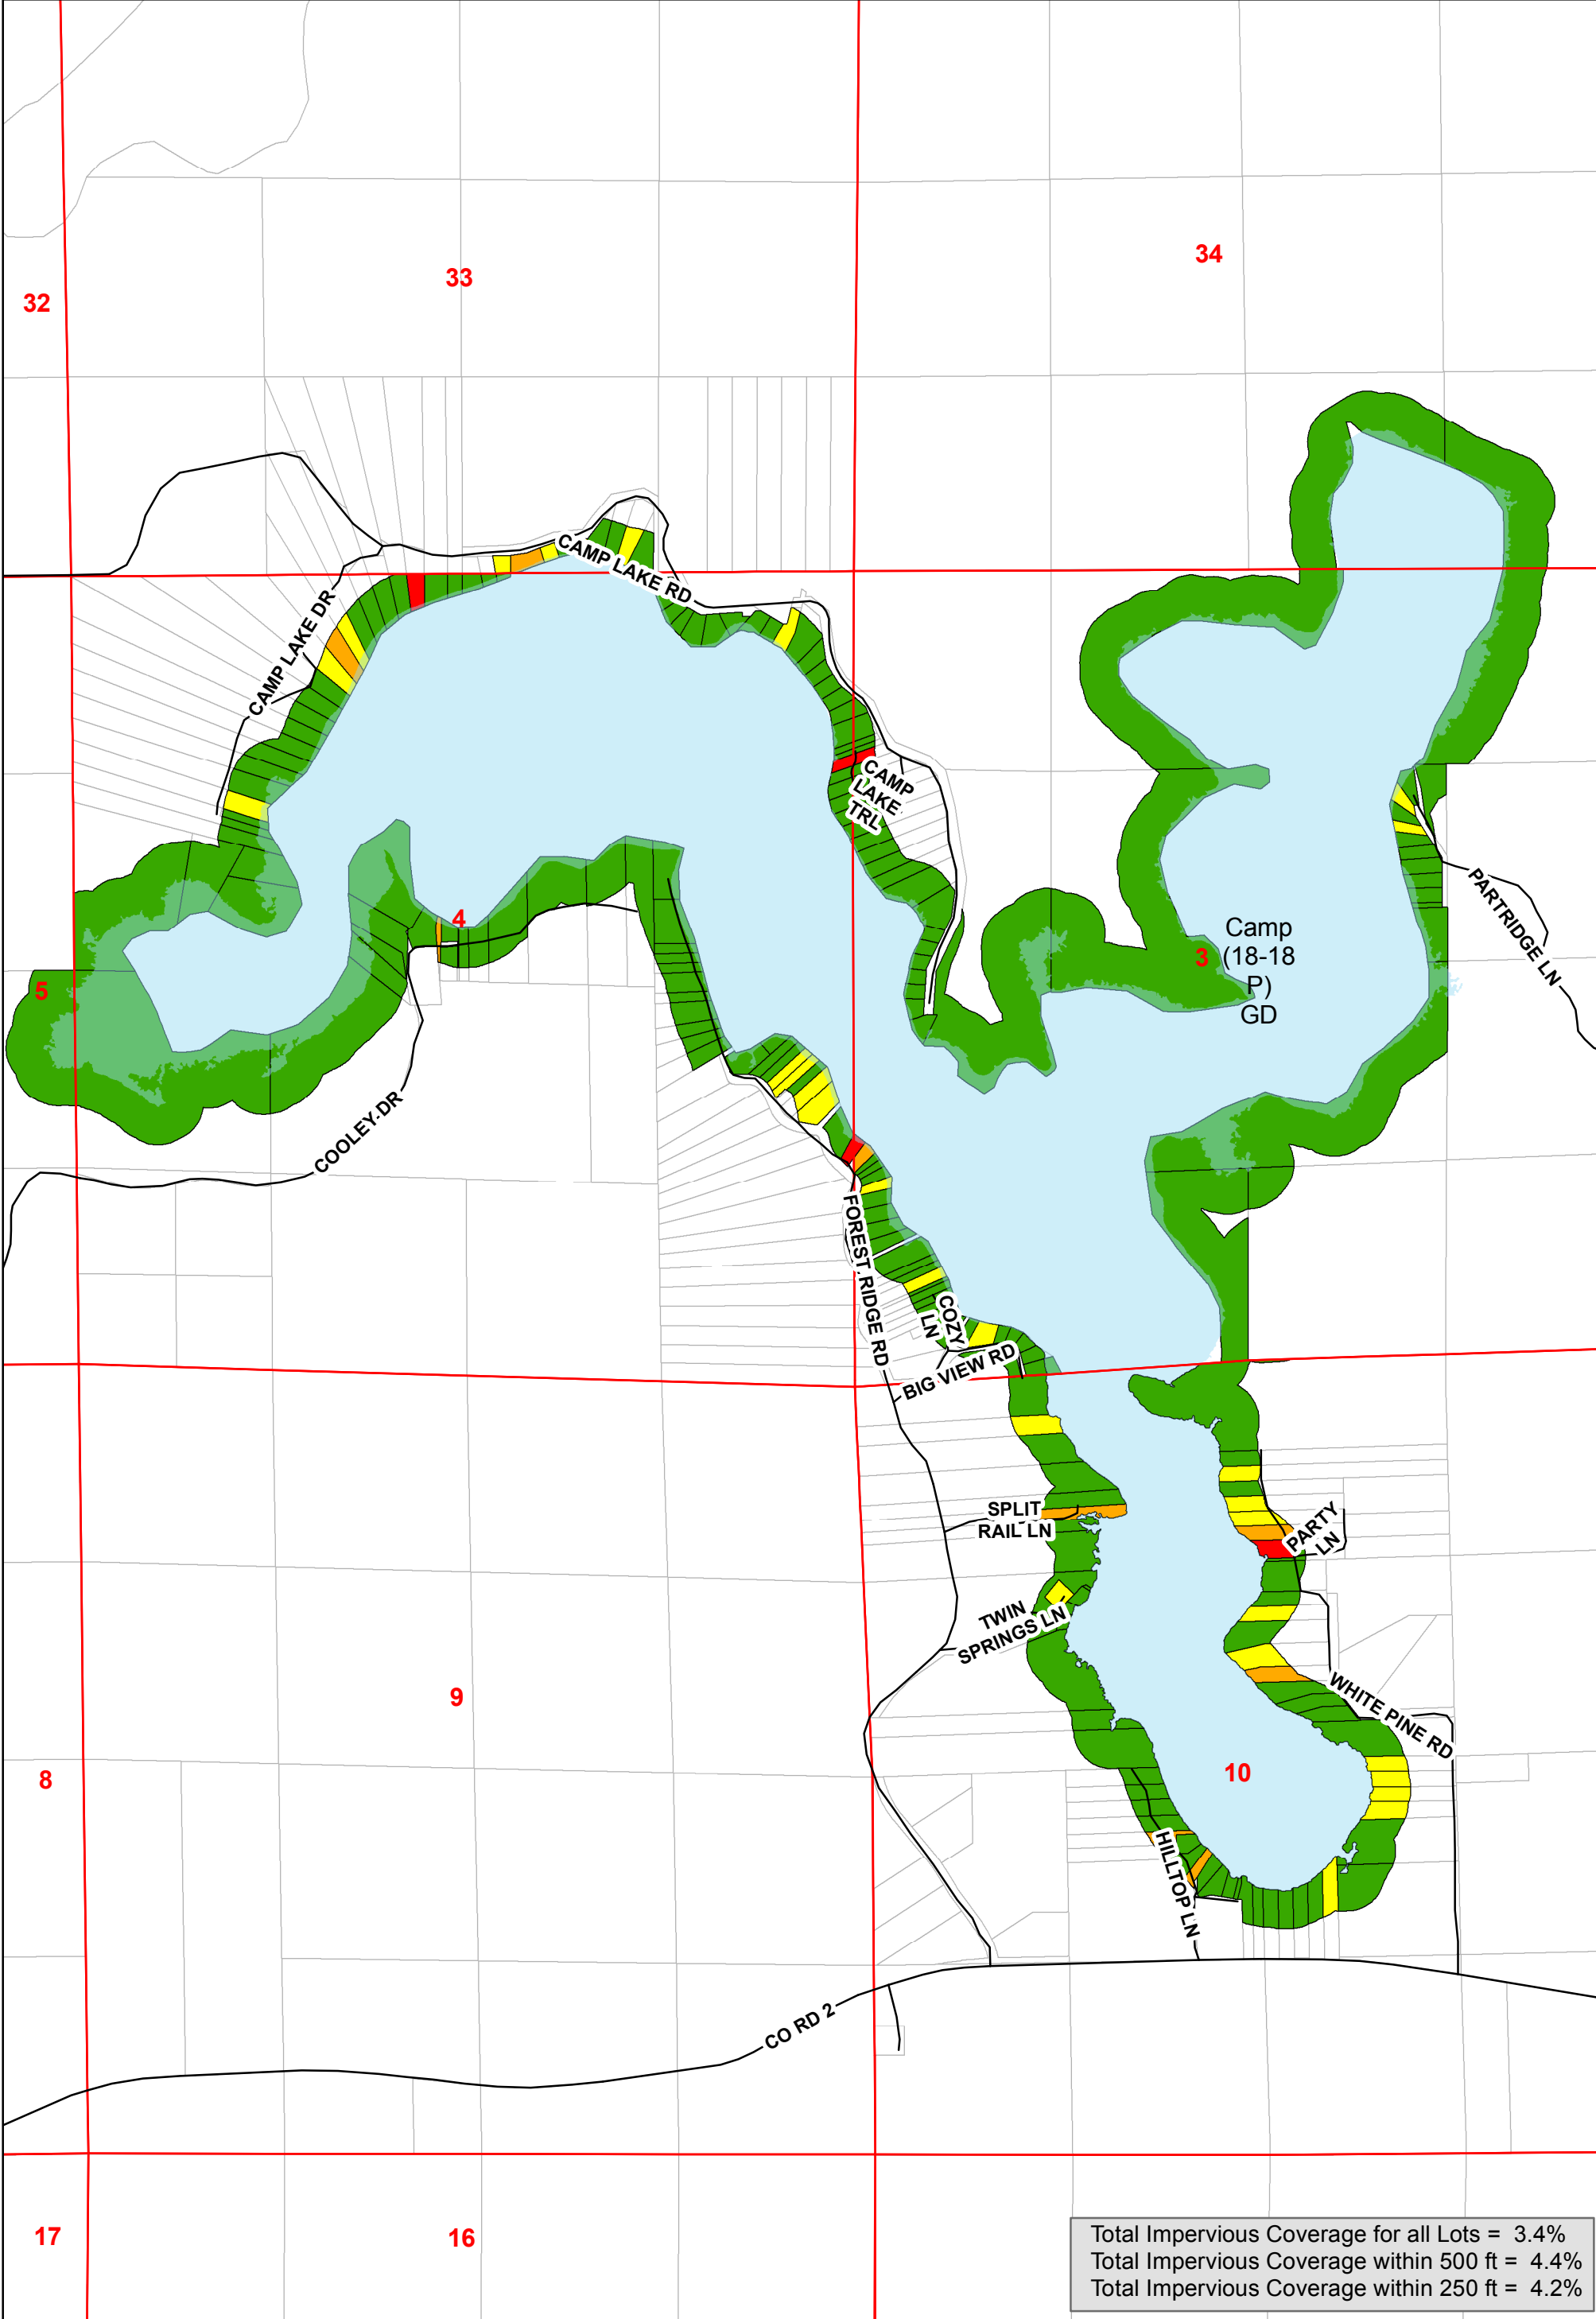 34
33
32
CAMP LAKE RD
CAMP LAKE DR
CAMP
LAKE
TRL
PARTRIDGE LN
4
Camp
3 (18-18
P)
GD
5
COOLEY DR
FOREST RIDGE RD
COZY
LN
BIG VIEW RD
SPLIT
RAIL LN
PARTY
LN
TWIN
SPRINGS LN
WHITE PINE RD
9
10
8
HILLTOP LN
CO RD 2
17
16
Total Impervious Coverage for all Lots = 3.4%
Total Impervious Coverage within 500 ft = 4.4%
Total Impervious Coverage within 250 ft = 4.2%